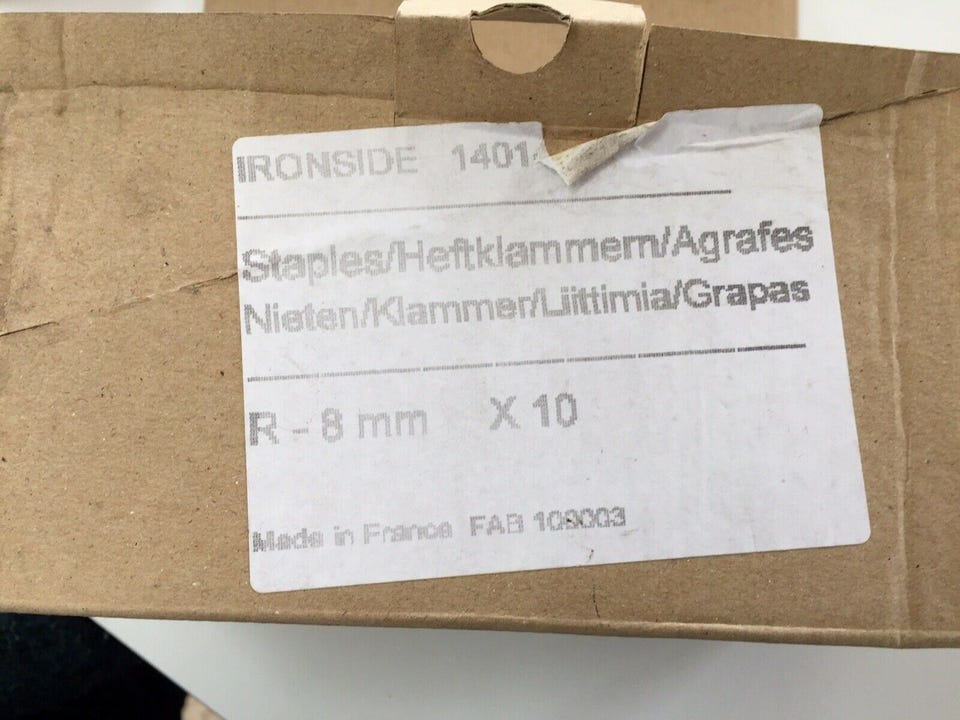 IRONSIDE 1401
Staples/Heftklammern/Agrafes
Nieten/Klammer/Liittimia/Grapas
R - 8 mm X 10
Made in France FAB 109003